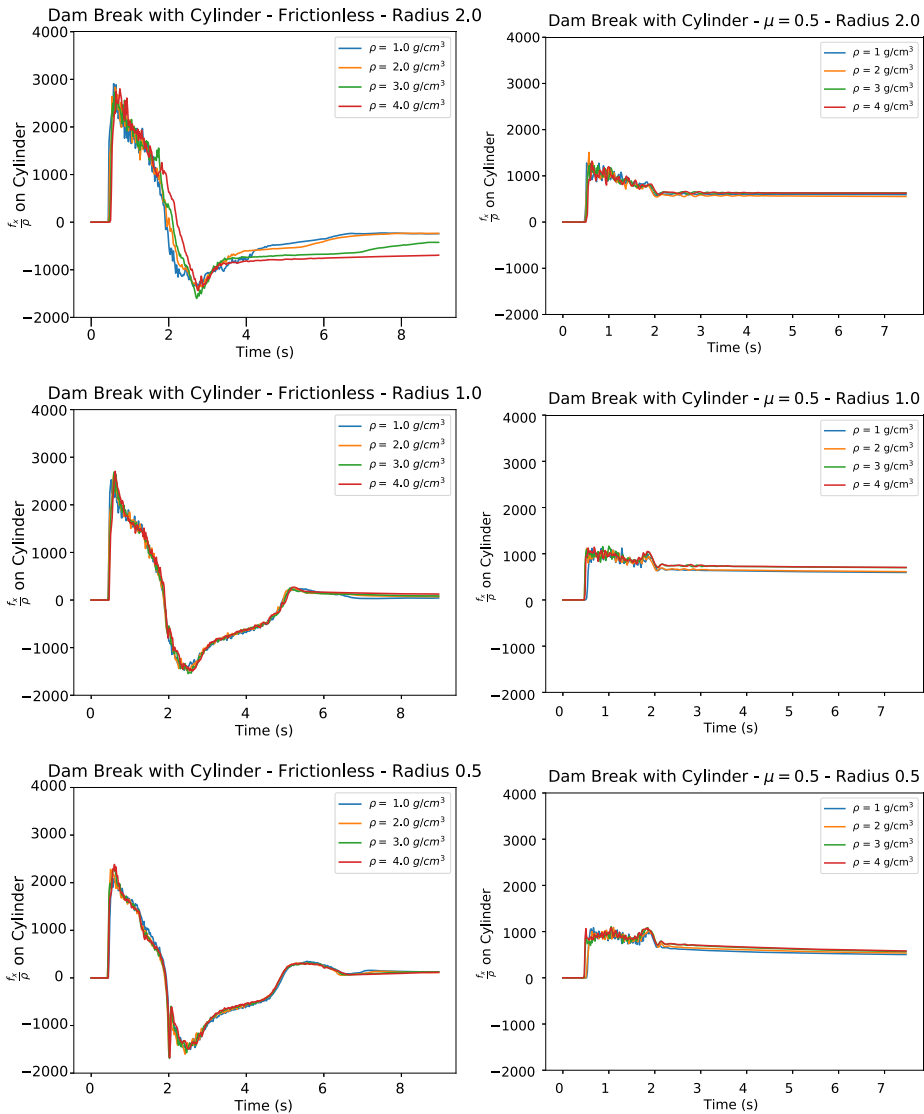 Dam Break with Cylinder - Frictionless - Radius 2.0
4000
3000
2000
1000
0
−1000
−2000
f_x/ρ on Cylinder
ρ = 1.0 g/cm³
ρ = 2.0 g/cm³
ρ = 3.0 g/cm³
ρ = 4.0 g/cm³
0 2 4 6 8
Time (s)
Dam Break with Cylinder - μ = 0.5 - Radius 2.0
4000
3000
2000
1000
0
−1000
−2000
f_x/ρ on Cylinder
ρ = 1 g/cm³
ρ = 2 g/cm³
ρ = 3 g/cm³
ρ = 4 g/cm³
0 1 2 3 4 5 6 7
Time (s)
Dam Break with Cylinder - Frictionless - Radius 1.0
4000
3000
2000
1000
0
−1000
−2000
f_x/ρ on Cylinder
ρ = 1.0 g/cm³
ρ = 2.0 g/cm³
ρ = 3.0 g/cm³
ρ = 4.0 g/cm³
0 2 4 6 8
Time (s)
Dam Break with Cylinder - μ = 0.5 - Radius 1.0
4000
3000
2000
1000
0
−1000
−2000
f_x/ρ on Cylinder
ρ = 1 g/cm³
ρ = 2 g/cm³
ρ = 3 g/cm³
ρ = 4 g/cm³
0 1 2 3 4 5 6 7
Time (s)
Dam Break with Cylinder - Frictionless - Radius 0.5
4000
3000
2000
1000
0
−1000
−2000
f_x/ρ on Cylinder
ρ = 1.0 g/cm³
ρ = 2.0 g/cm³
ρ = 3.0 g/cm³
ρ = 4.0 g/cm³
0 2 4 6 8
Time (s)
Dam Break with Cylinder - μ = 0.5 - Radius 0.5
4000
3000
2000
1000
0
−1000
−2000
f_x/ρ on Cylinder
ρ = 1 g/cm³
ρ = 2 g/cm³
ρ = 3 g/cm³
ρ = 4 g/cm³
0 1 2 3 4 5 6 7
Time (s)